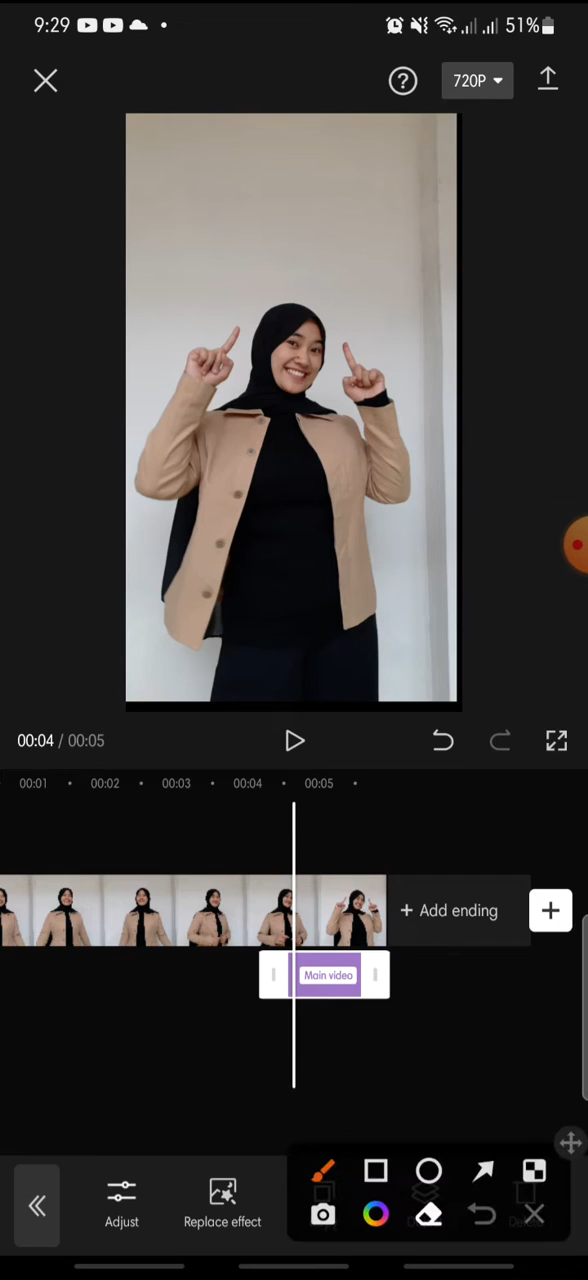 9:29
51%
720P
00:04 / 00:05
00:01
00:02
00:03
00:04
00:05
+ Add ending
Main video
Adjust
Replace effect